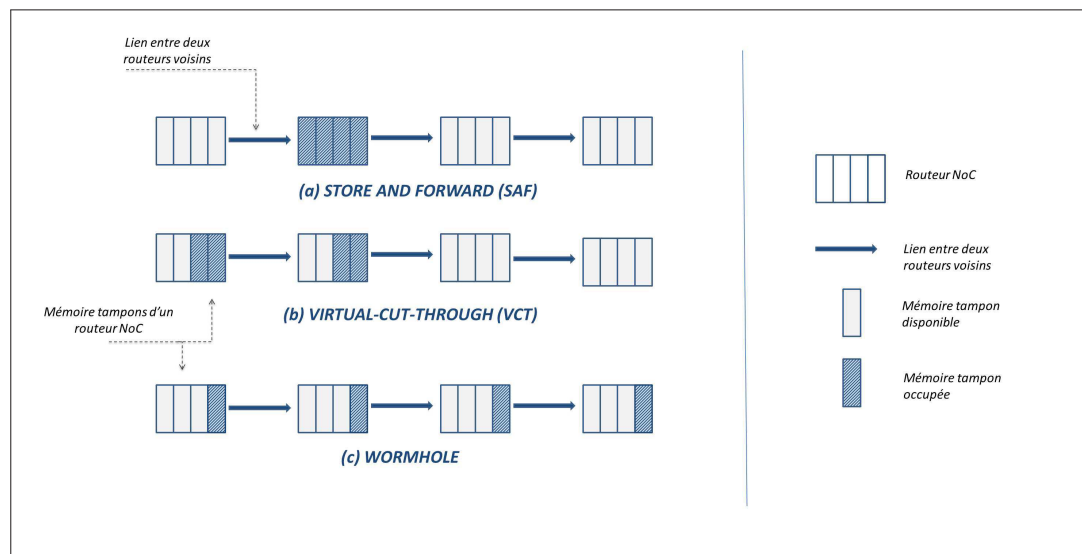 Lien entre deux
routeurs voisins
(a) STORE AND FORWARD (SAF)
(b) VIRTUAL-CUT-THROUGH (VCT)
Mémoire tampons d'un
routeur NoC
(c) WORMHOLE
Routeur NoC
Lien entre deux
routeurs voisins
Mémoire tampon
disponible
Mémoire tampon
occupée